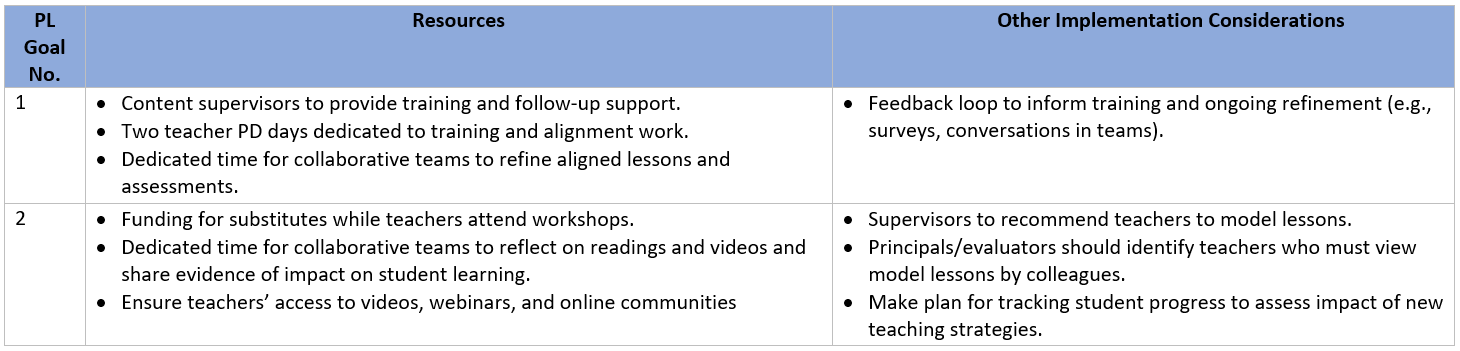 PL
Goal
No.
Resources
Other Implementation Considerations
1
• Content supervisors to provide training and follow-up support.
• Two teacher PD days dedicated to training and alignment work.
• Dedicated time for collaborative teams to refine aligned lessons and
assessments.
• Feedback loop to inform training and ongoing refinement (e.g.,
surveys, conversations in teams).
2
• Funding for substitutes while teachers attend workshops.
• Dedicated time for collaborative teams to reflect on readings and videos and
share evidence of impact on student learning.
• Ensure teachers’ access to videos, webinars, and online communities
• Supervisors to recommend teachers to model lessons.
• Principals/evaluators should identify teachers who must view
model lessons by colleagues.
• Make plan for tracking student progress to assess impact of new
teaching strategies.